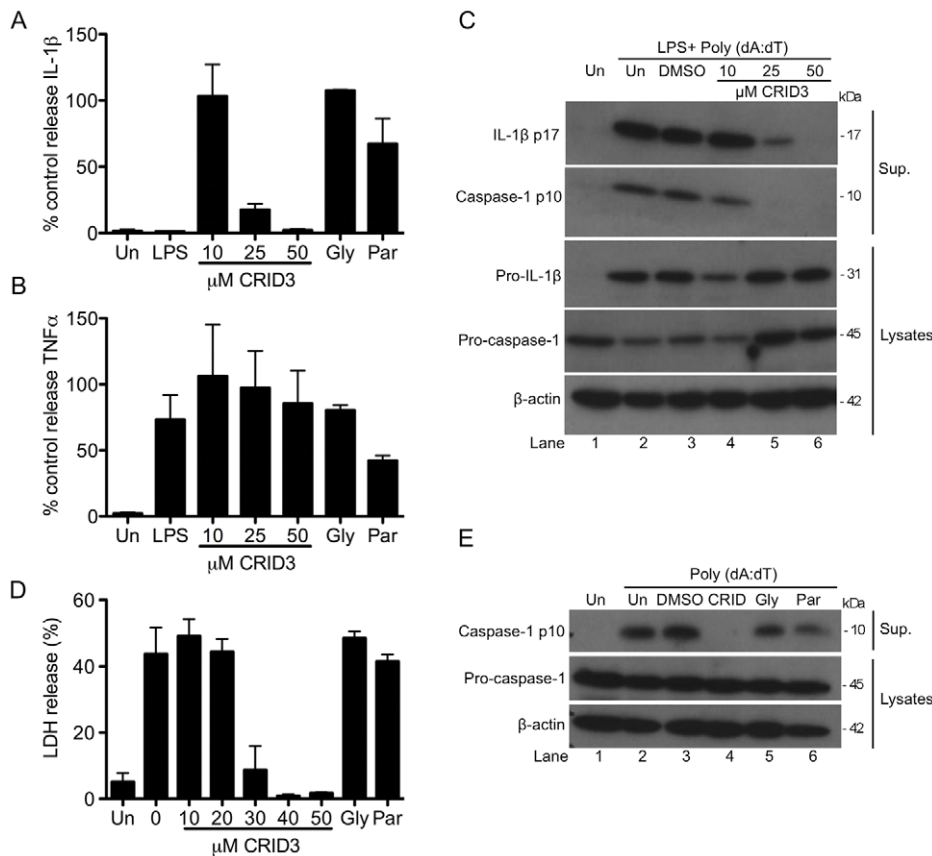 A
% control release IL-1β
150
100
50
0
Un LPS 10 25 50 Gly Par
μM CRID3
B
% control release TNFα
150
100
50
0
Un LPS 10 25 50 Gly Par
μM CRID3
D
LDH release (%)
60
40
20
0
Un 0 10 20 30 40 50 Gly Par
μM CRID3
C
LPS+ Poly (dA:dT)
Un Un DMSO 10 25 50
μM CRID3 kDa
IL-1β p17 - 17
Caspase-1 p10 - 10
Sup.
Pro-IL-1β - 31
Pro-caspase-1 - 45
β-actin - 42
Lysates
Lane 1 2 3 4 5 6
E
Poly (dA:dT)
Un Un DMSO CRID Gly Par kDa
Caspase-1 p10 - 10 Sup.
Pro-caspase-1 - 45
β-actin - 42
Lysates
Lane 1 2 3 4 5 6